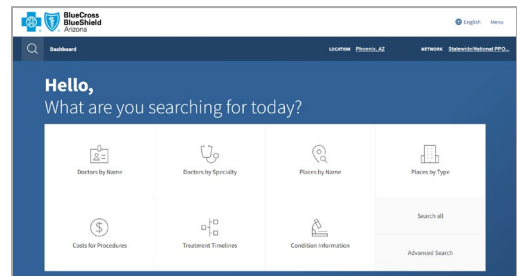 BlueCross
BlueShield
Arizona
English Menu
Dashboard LOCATION Phoenix, AZ NETWORK Statewide/National PPO...
Hello,
What are you searching for today?
Doctors by Name Doctors by Specialty Places by Name Places by Type
Search all
Costs for Procedures Treatment Timelines Condition Information
Advanced Search